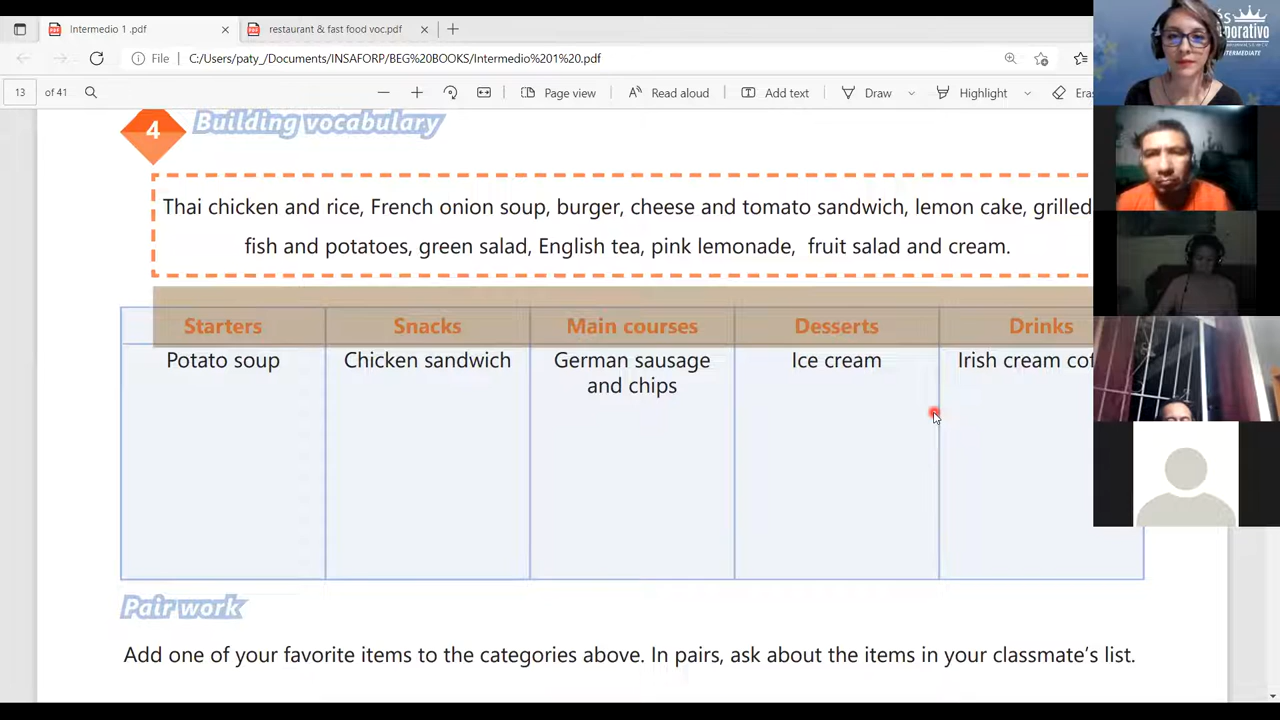 Intermedio 1 .pdf
restaurant & fast food voc.pdf
File C:/Users/paty_/Documents/INSAFORP/BEG%20BOOKS/Intermedio%201%20.pdf
13 of 41 Page view Read aloud Add text Draw Highlight
INTERMEDIATE
4 Building vocabulary
Thai chicken and rice, French onion soup, burger, cheese and tomato sandwich, lemon cake, grilled
fish and potatoes, green salad, English tea, pink lemonade, fruit salad and cream.
Starters Snacks Main courses Desserts Drinks
Potato soup Chicken sandwich German sausage Ice cream Irish cream
and chips
Pair work
Add one of your favorite items to the categories above. In pairs, ask about the items in your classmate's list.